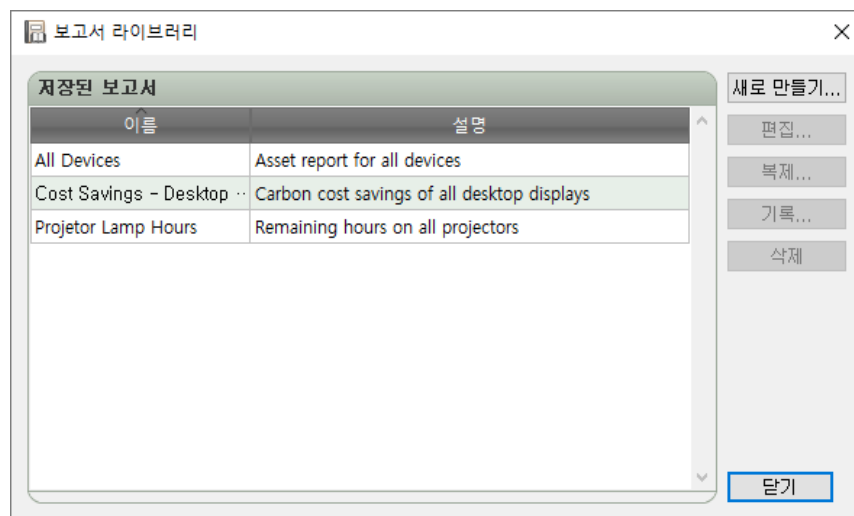 보고서 라이브러리
저장된 보고서
이름 설명
All Devices Asset report for all devices
Cost Savings - Desktop ··· Carbon cost savings of all desktop displays
Projetor Lamp Hours Remaining hours on all projectors
새로 만들기...
편집...
복제...
기록...
삭제
닫기